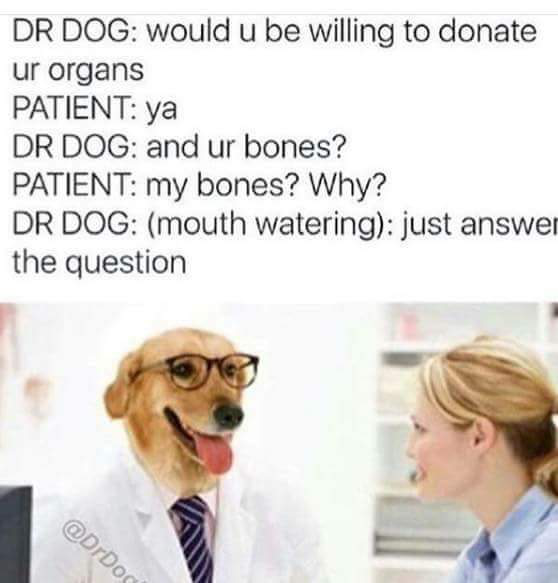 DR DOG: would u be willing to donate
ur organs
PATIENT: ya
DR DOG: and ur bones?
PATIENT: my bones? Why?
DR DOG: (mouth watering): just answer
the question
@DrDog